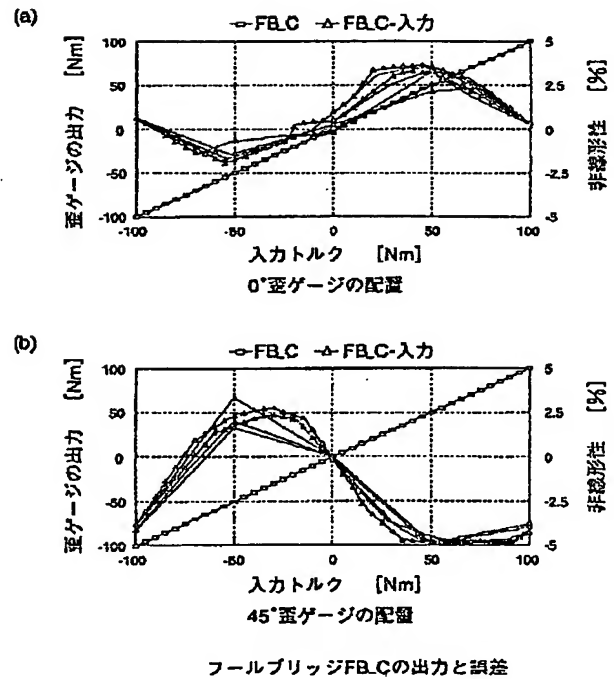 (a)
FB_C FB_C-入力
歪ゲージの出力 [Nm]
100
50
0
-50
-100
5
2.5
0
-2.5
-5
非線形性 [%]
-100 -50 0 50 100
入力トルク [Nm]
0°歪ゲージの配置
(b)
FB_C FB_C-入力
歪ゲージの出力 [Nm]
100
50
0
-50
-100
5
2.5
0
-2.5
-5
非線形性 [%]
-100 -50 0 50 100
入力トルク [Nm]
45°歪ゲージの配置
フールブリッジFB_Cの出力と誤差